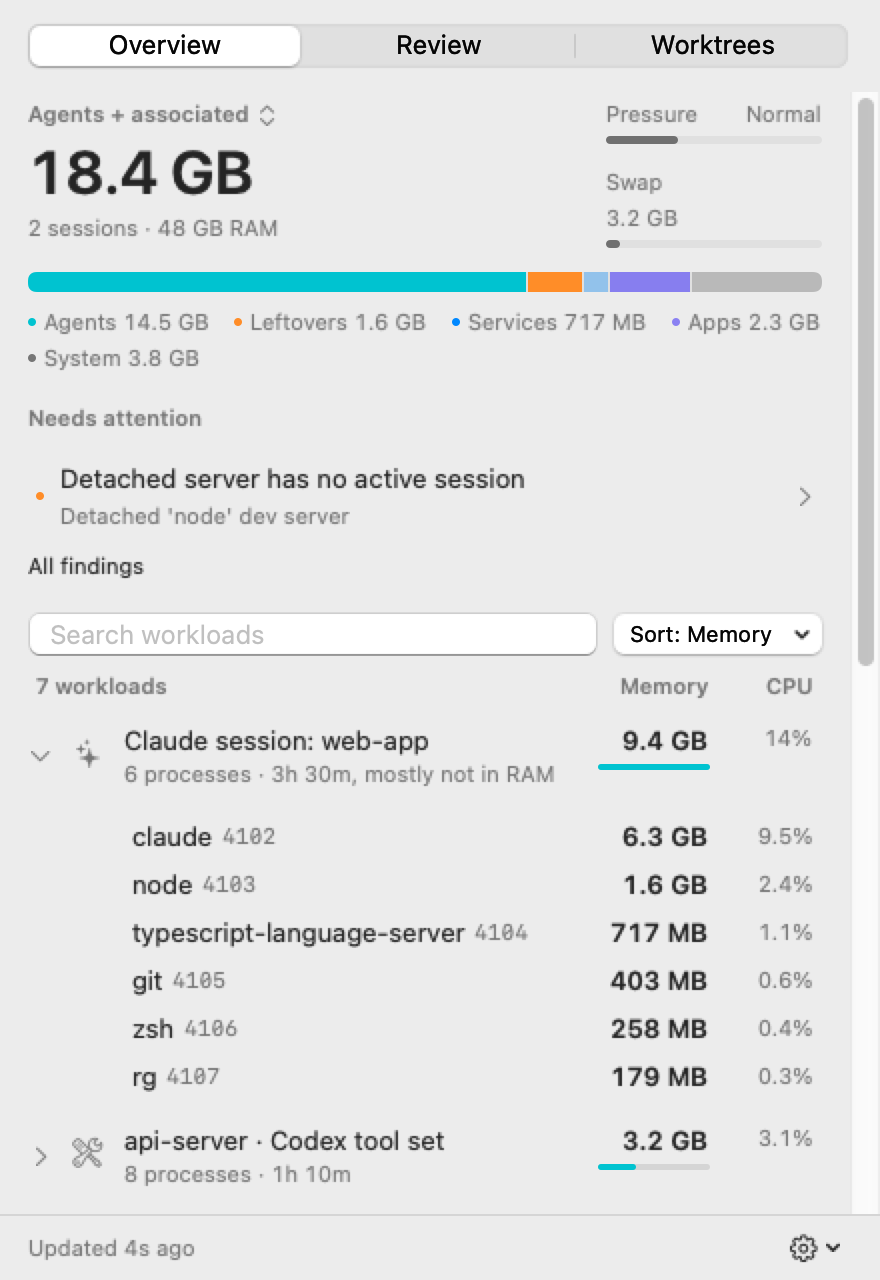 Overview Review Worktrees
Agents + associated
Pressure Normal
18.4 GB
Swap
3.2 GB
2 sessions · 48 GB RAM
Agents 14.5 GB Leftovers 1.6 GB Services 717 MB Apps 2.3 GB
System 3.8 GB
Needs attention
Detached server has no active session
Detached 'node' dev server
All findings
Search workloads Sort: Memory
7 workloads Memory CPU
Claude session: web-app 9.4 GB 14%
6 processes · 3h 30m, mostly not in RAM
claude 4102 6.3 GB 9.5%
node 4103 1.6 GB 2.4%
typescript-language-server 4104 717 MB 1.1%
git 4105 403 MB 0.6%
zsh 4106 258 MB 0.4%
rg 4107 179 MB 0.3%
api-server · Codex tool set 3.2 GB 3.1%
8 processes · 1h 10m
Updated 4s ago